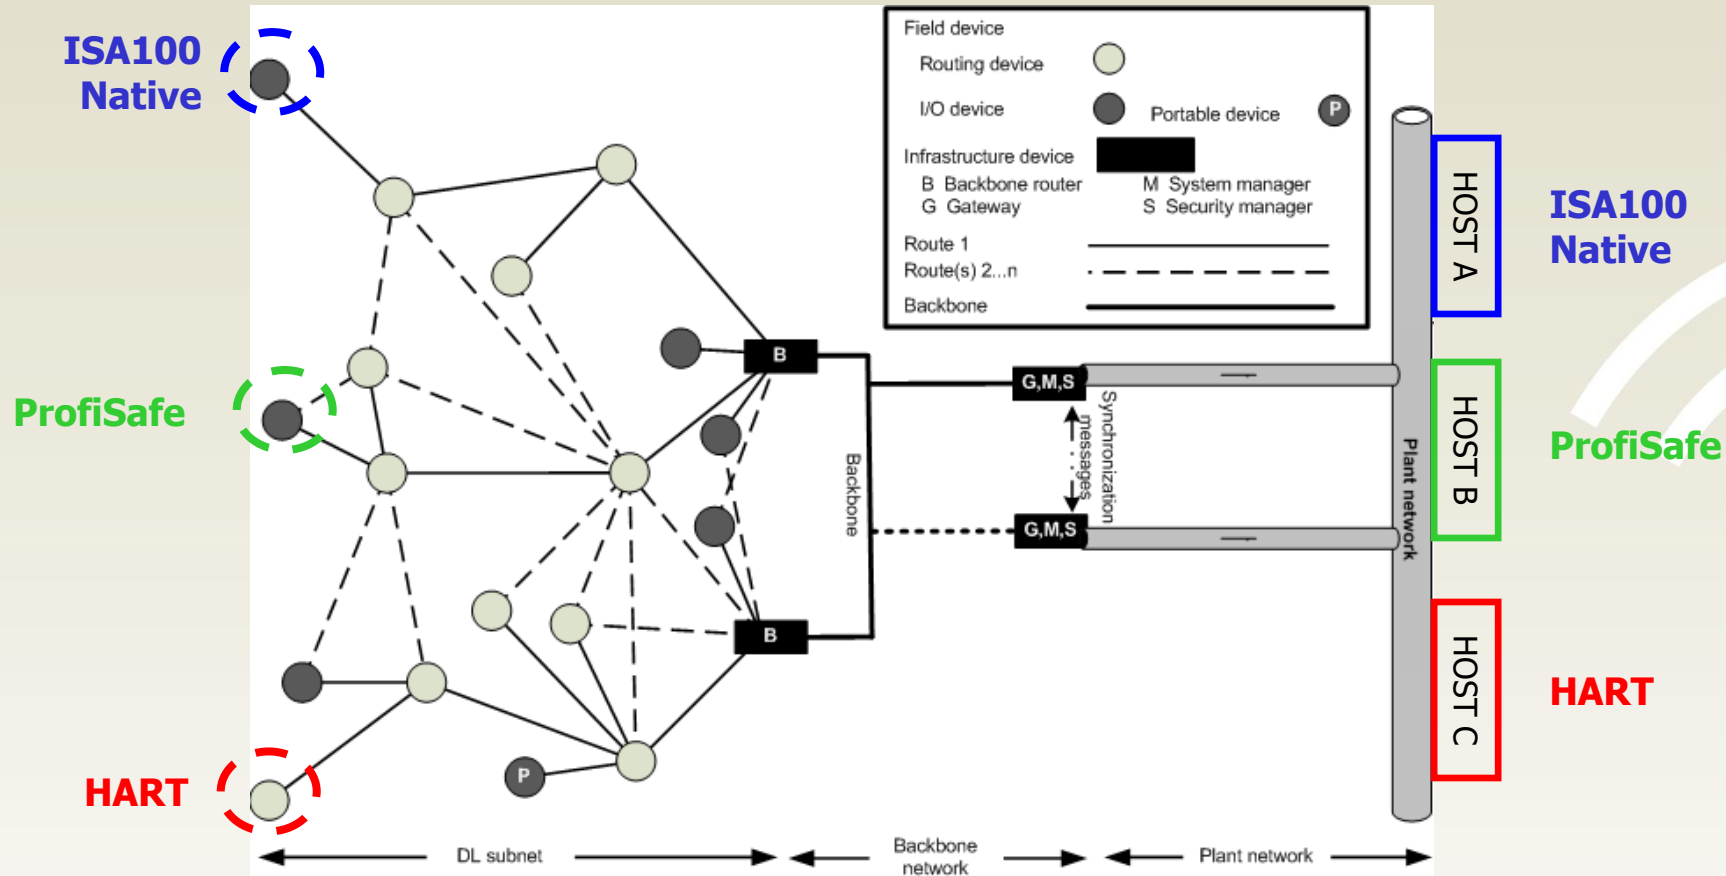 ISA100
Native
ProfiSafe
HART
Field device
Routing device
I/O device
Portable device
P
Infrastructure device
B Backbone router
M System manager
G Gateway
S Security manager
Route 1
Route(s) 2...n
Backbone
B
B
P
Backbone
G,M,S
G,M,S
Synchronization
messages
Plant network
HOST A
HOST B
HOST C
ISA100
Native
ProfiSafe
HART
DL subnet
Backbone
network
Plant network